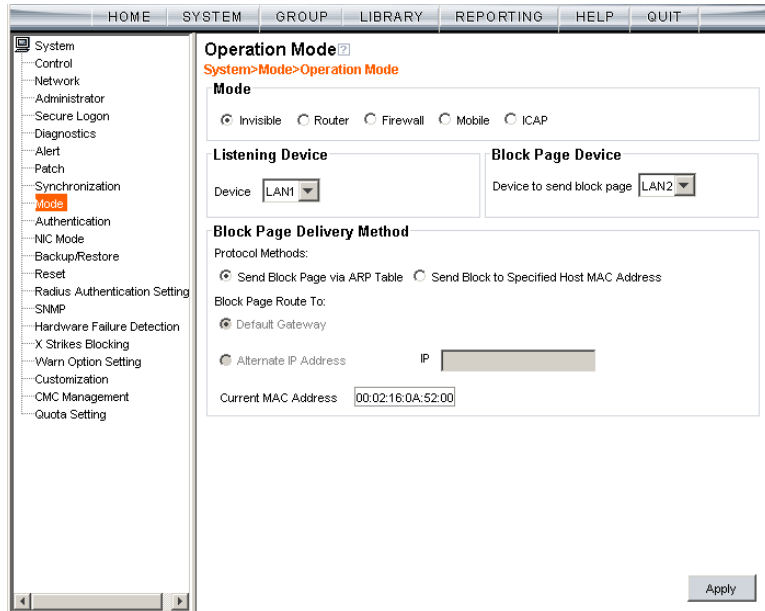 HOME SYSTEM GROUP LIBRARY REPORTING HELP QUIT
System
Control
Network
Administrator
Secure Logon
Diagnostics
Alert
Patch
Synchronization
Mode
Authentication
NIC Mode
Backup/Restore
Reset
Radius Authentication Setting
SNMP
Hardware Failure Detection
X Strikes Blocking
Warn Option Setting
Customization
CMC Management
Quota Setting
Operation Mode ?
System>Mode>Operation Mode
Mode
Invisible Router Firewall Mobile ICAP
Listening Device
Device LAN1
Block Page Device
Device to send block page LAN2
Block Page Delivery Method
Protocol Methods:
Send Block Page via ARP Table Send Block to Specified Host MAC Address
Block Page Route To:
Default Gateway
Alternate IP Address IP
Current MAC Address 00:02:16:0A:52:00
Apply